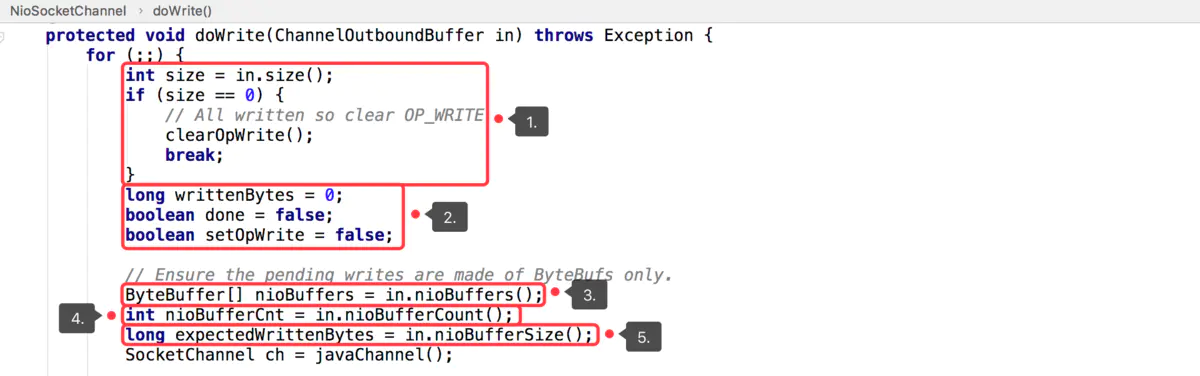 NioSocketChannel › doWrite()
protected void doWrite(ChannelOutboundBuffer in) throws Exception {
for (;;) {
int size = in.size();
if (size == 0) {
// All written so clear OP_WRITE
1.
clearOpWrite();
break;
}
long writtenBytes = 0;
boolean done = false;
2.
boolean setOpWrite = false;
// Ensure the pending writes are made of ByteBufs only.
ByteBuffer[] nioBuffers = in.nioBuffers();
3.
4.
int nioBufferCnt = in.nioBufferCount();
long expectedWrittenBytes = in.nioBufferSize();
5.
SocketChannel ch = javaChannel();